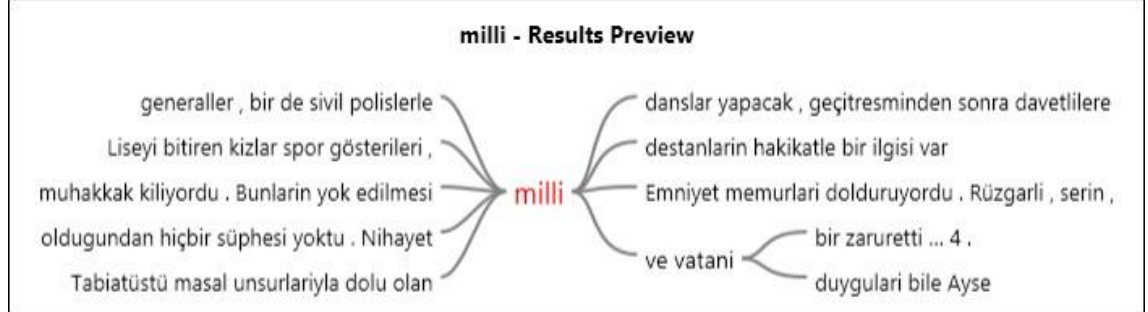 milli - Results Preview
generaller , bir de sivil polislerle
Liseyi bitiren kizlar spor gösterileri ,
muhakkak kiliyordu . Bunlarin yok edilmesi
oldugundan hiçbir süphesi yoktu . Nihayet
Tabiatüstü masal unsurlariyla dolu olan
milli
danslar yapacak , geçitresminden sonra davetlilere
destanlarin hakikatle bir ilgisi var
Emniyet memurlari dolduruyordu . Rüzgarli , serin ,
ve vatani
bir zaruretti ... 4 .
duygulari bile Ayse